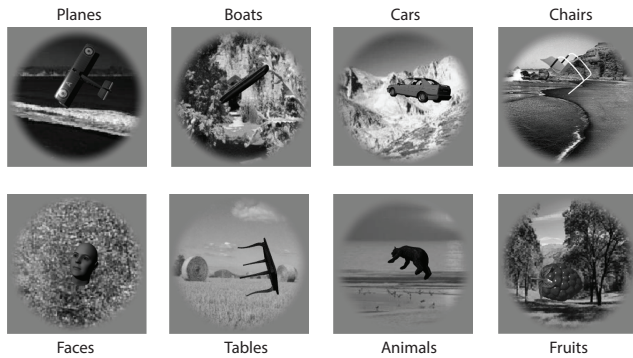 Planes
Boats
Cars
Chairs
Faces
Tables
Animals
Fruits